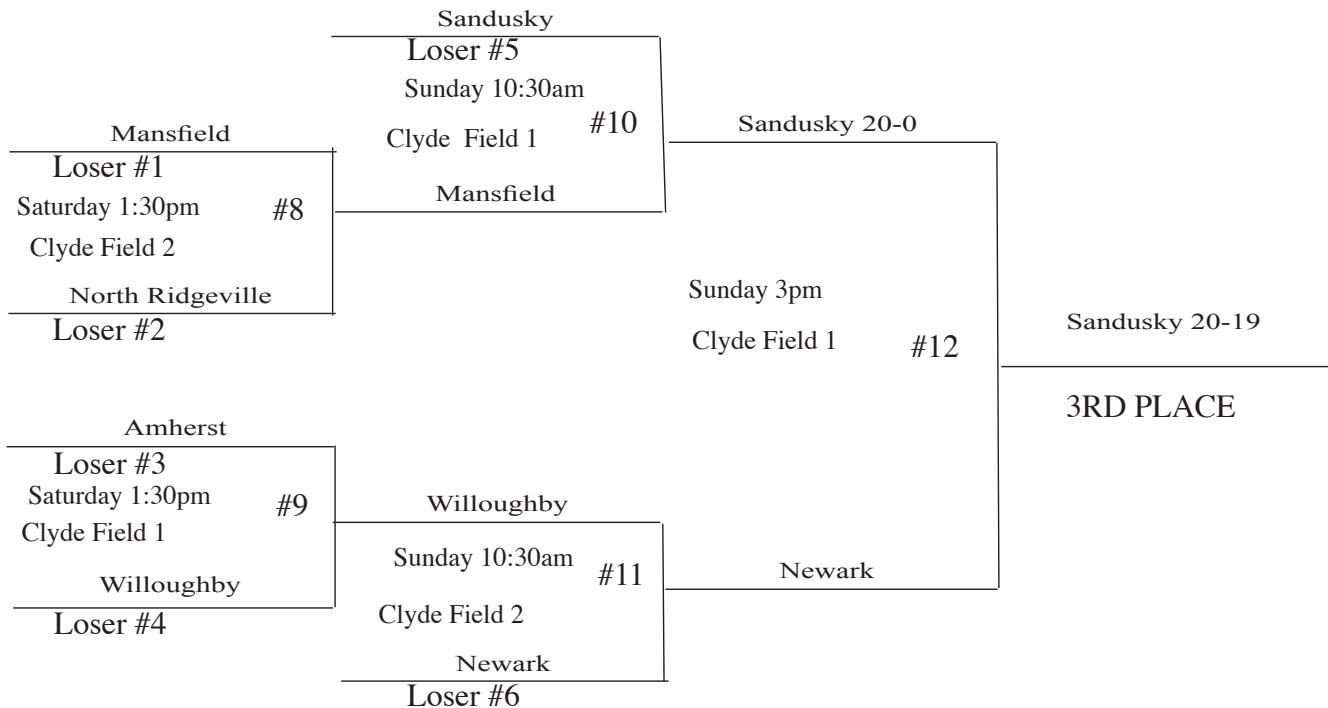 Sandusky
Loser #5
Sunday 10:30am
#10
Clyde Field 1
Mansfield
Sandusky 20-0
Mansfield
Loser #1
Saturday 1:30pm
#8
Clyde Field 2
North Ridgeville
Loser #2
Sunday 3pm
Clyde Field 1
#12
Sandusky 20-19
3RD PLACE
Amherst
Loser #3
Saturday 1:30pm
#9
Clyde Field 1
Willoughby
Loser #4
Willoughby
Sunday 10:30am
#11
Clyde Field 2
Newark
Loser #6
Newark